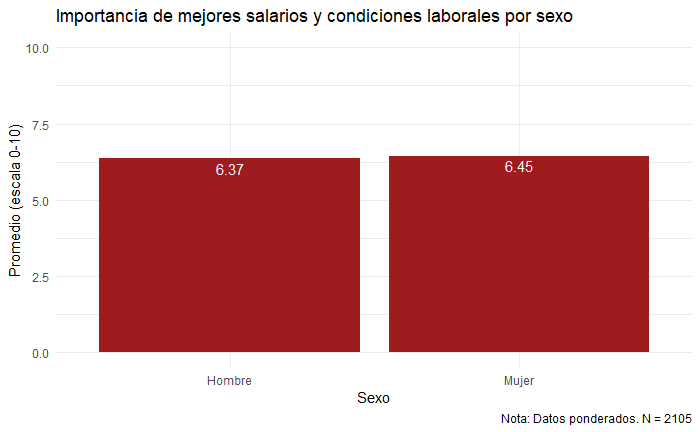 Importancia de mejores salarios y condiciones laborales por sexo
Promedio (escala 0-10)
10.0
7.5
5.0
2.5
0.0
6.37
6.45
Hombre
Mujer
Sexo
Nota: Datos ponderados. N = 2105